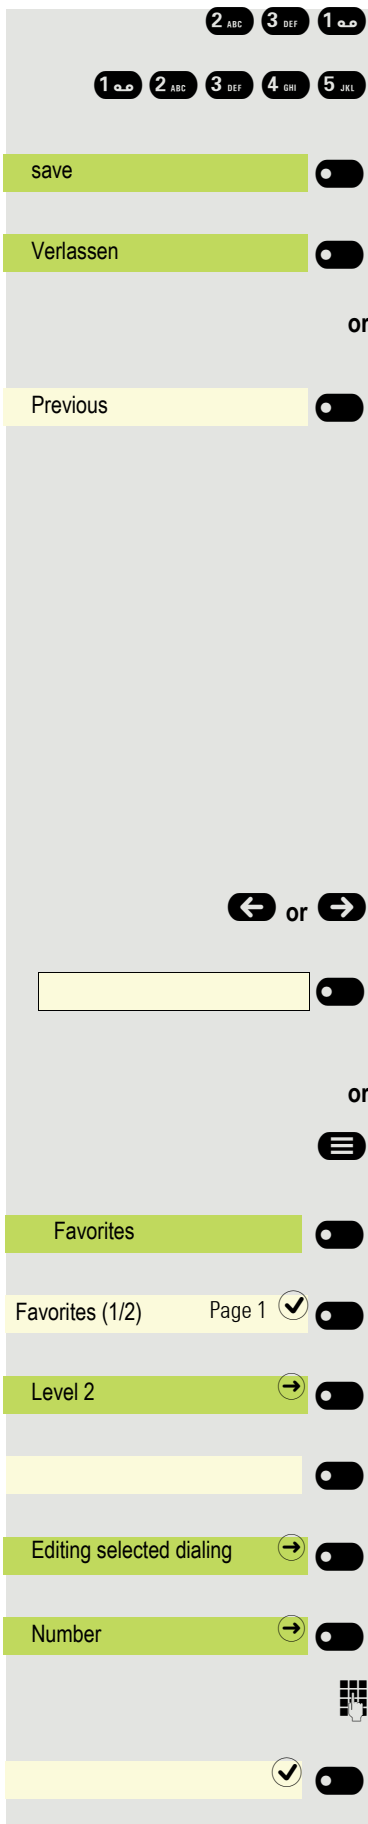 2 ABC 3 DEF 1
1 2 ABC 3 DEF 4 GHI 5 JKL
save
Verlassen
or
Previous
or
or
Favorites
Favorites (1/2) Page 1
Level 2
Editing selected dialing
Number